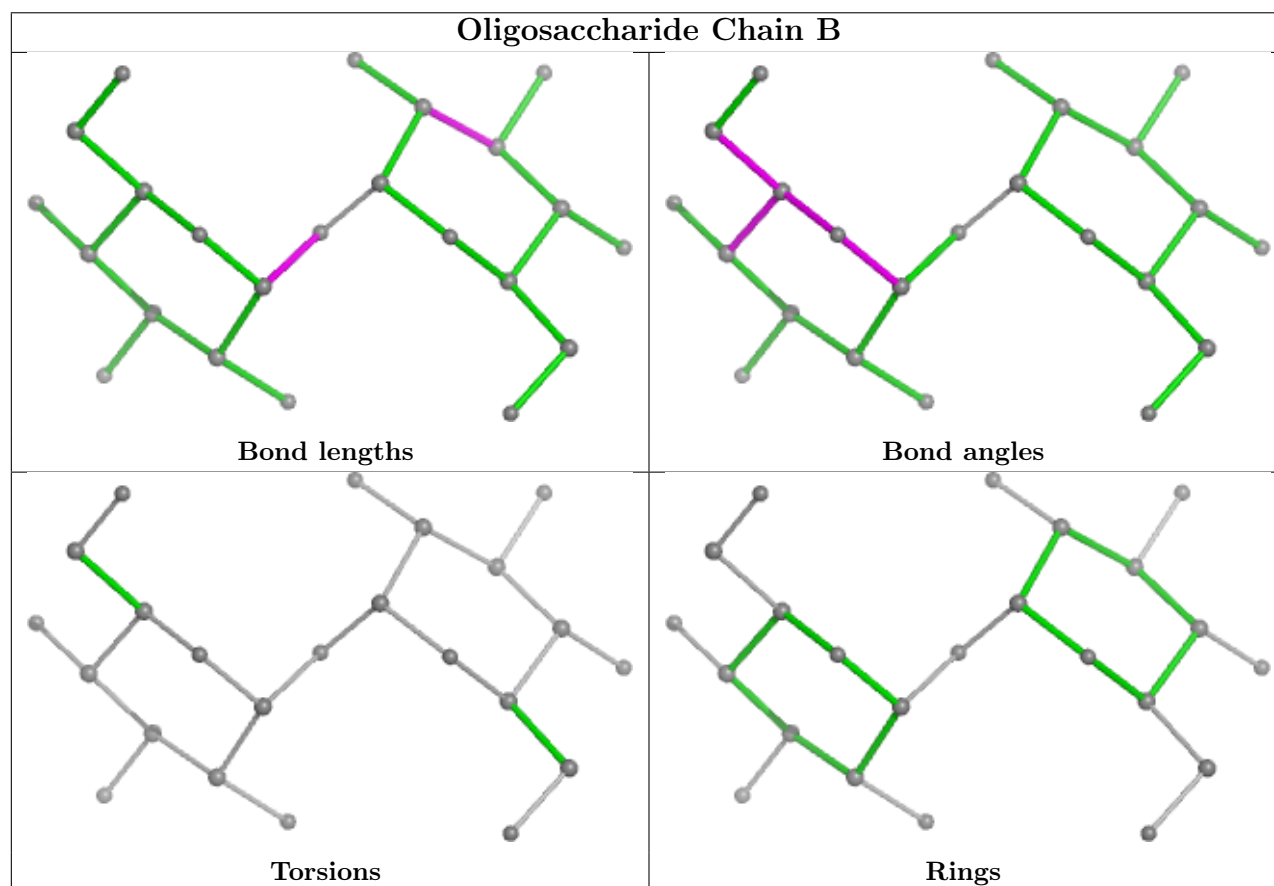 Oligosaccharide Chain B
Bond lengths
Bond angles
Torsions
Rings